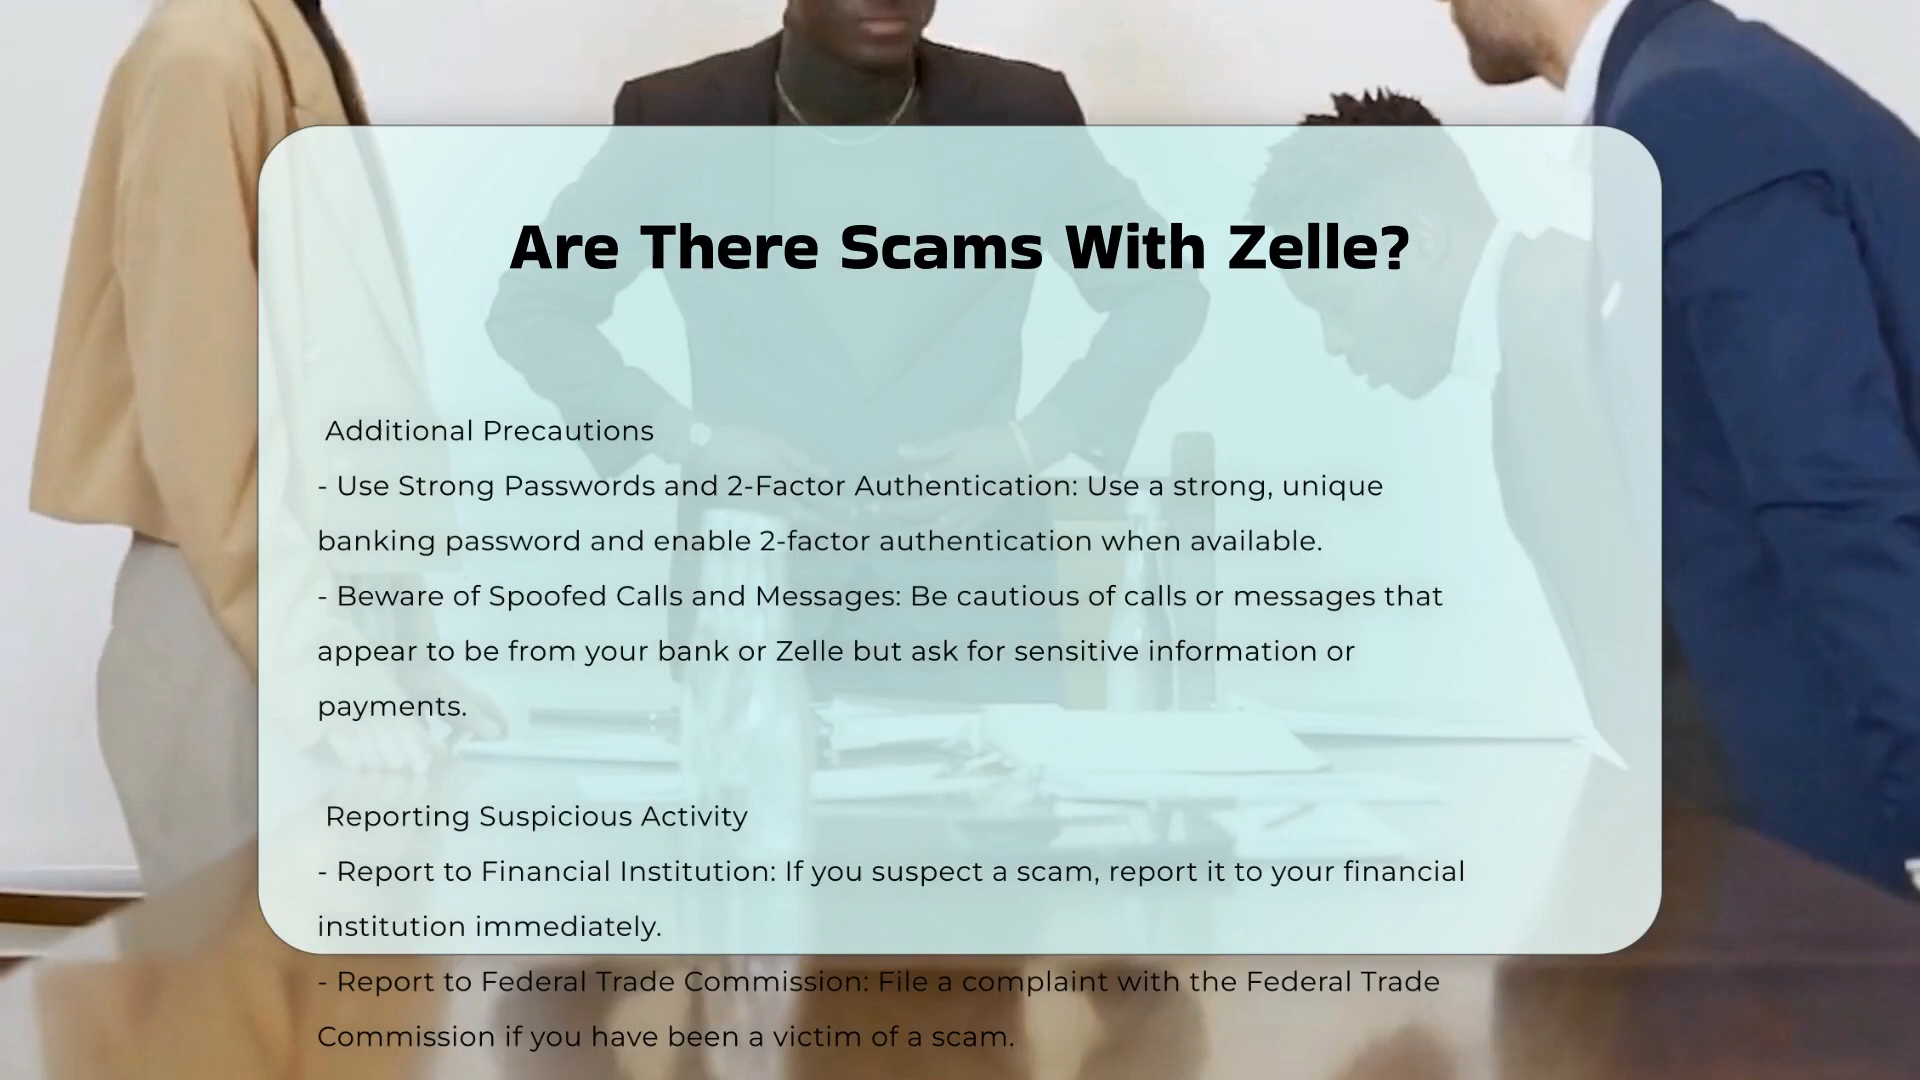 Are There Scams With Zelle?
Additional Precautions
- Use Strong Passwords and 2-Factor Authentication: Use a strong, unique
banking password and enable 2-factor authentication when available.
- Beware of Spoofed Calls and Messages: Be cautious of calls or messages that
appear to be from your bank or Zelle but ask for sensitive information or
payments.
Reporting Suspicious Activity
- Report to Financial Institution: If you suspect a scam, report it to your financial
institution immediately.
- Report to Federal Trade Commission: File a complaint with the Federal Trade
Commission if you have been a victim of a scam.